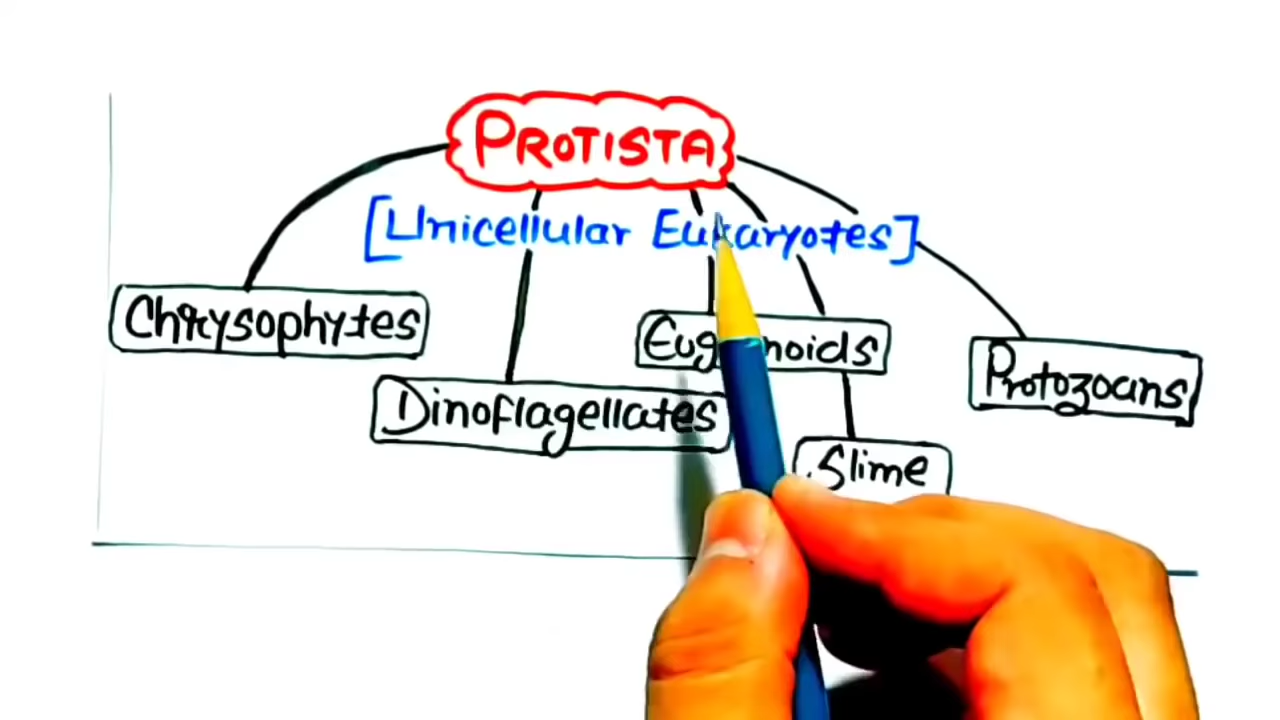 PROTISTA
[Unicellular Eukaryotes]
Chrysophytes
Dinoflagellates
Protozoans
Slime